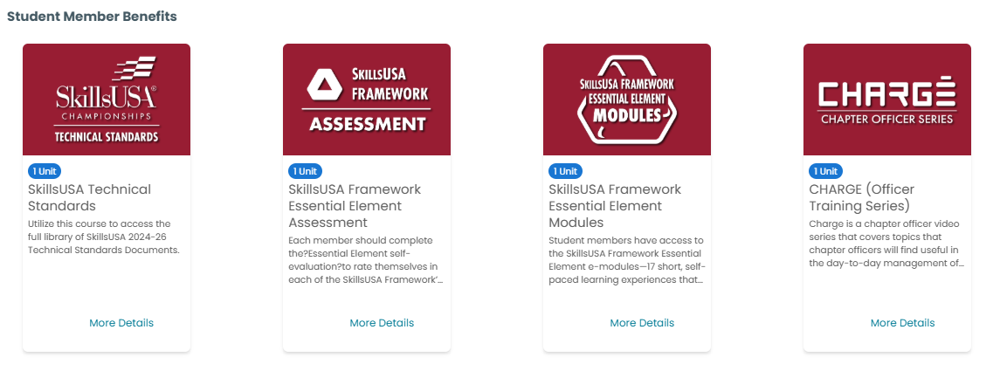 Student Member Benefits
SkillsUSA®
CHAMPIONSHIPS
TECHNICAL STANDARDS
1 Unit
SkillsUSA Technical
Standards
Utilize this course to access the
full library of SkillsUSA 2024-26
Technical Standards Documents.
More Details
SKILLSUSA
FRAMEWORK
ASSESSMENT
1 Unit
SkillsUSA Framework
Essential Element
Assessment
Each member should complete
the?Essential Element self-
evaluation?to rate themselves in
each of the SkillsUSA Framework'...
More Details
SKILLSUSA FRAMEWORK
ESSENTIAL ELEMENT
MODULES
1 Unit
SkillsUSA Framework
Essential Element
Modules
Student members have access to
the SkillsUSA Framework Essential
Element e-modules—17 short, self-
paced learning experiences that...
More Details
CHARGE
CHAPTER OFFICER SERIES
1 Unit
CHARGE (Officer
Training Series)
Charge is a chapter officer video
series that covers topics that
chapter officers will find useful in
the day-to-day management of...
More Details